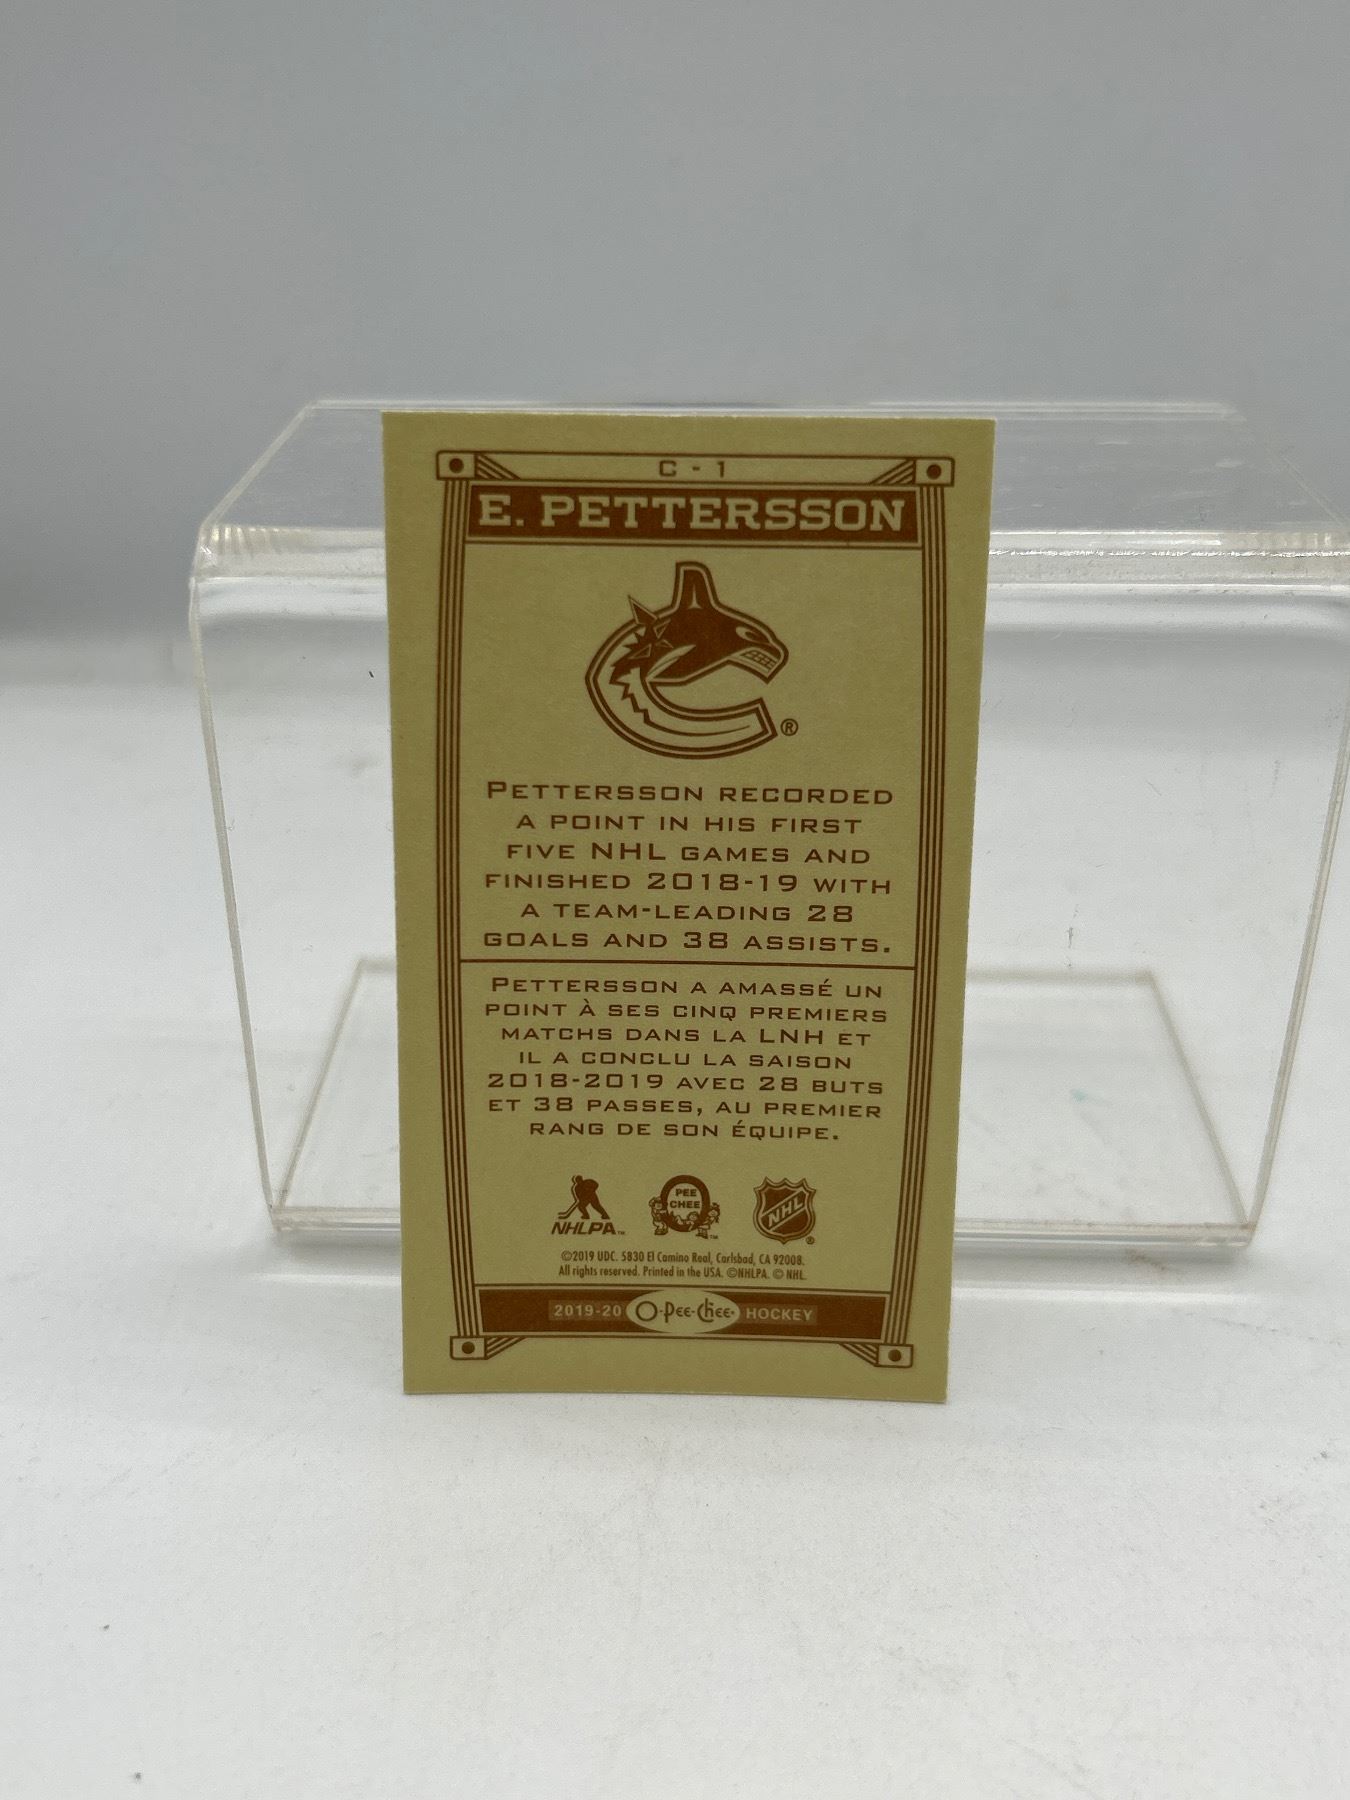 C - 1
E. PETTERSSON
®
PETTERSSON RECORDED
A POINT IN HIS FIRST
FIVE NHL GAMES AND
FINISHED 2018-19 WITH
A TEAM-LEADING 28
GOALS AND 38 ASSISTS.
PETTERSSON A AMASSÉ UN
POINT À SES CINQ PREMIERS
MATCHS DANS LA LNH ET
IL A CONCLU LA SAISON
2018-2019 AVEC 28 BUTS
ET 38 PASSES, AU PREMIER
RANG DE SON ÉQUIPE.
NHLPA™ PEE CHEE™ NHL®
©2019 UDC. 5830 El Camino Real, Carlsbad, CA 92008.
All rights reserved. Printed in the USA. ©NHLPA. © NHL.
2019-20 O-Pee-Chee® HOCKEY